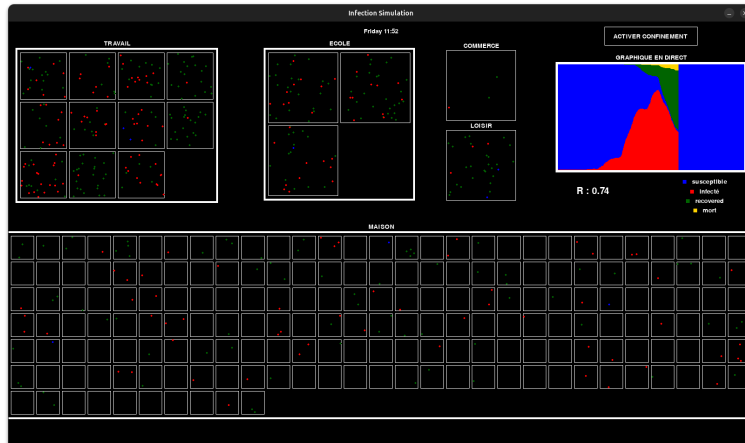 Infection Simulation
Friday 11:52
ACTIVER CONFINEMENT
TRAVAIL
ECOLE
COMMERCE
GRAPHIQUE EN DIRECT
LOISIR
susceptible
R : 0.74
infecté
recovered
mort
MAISON